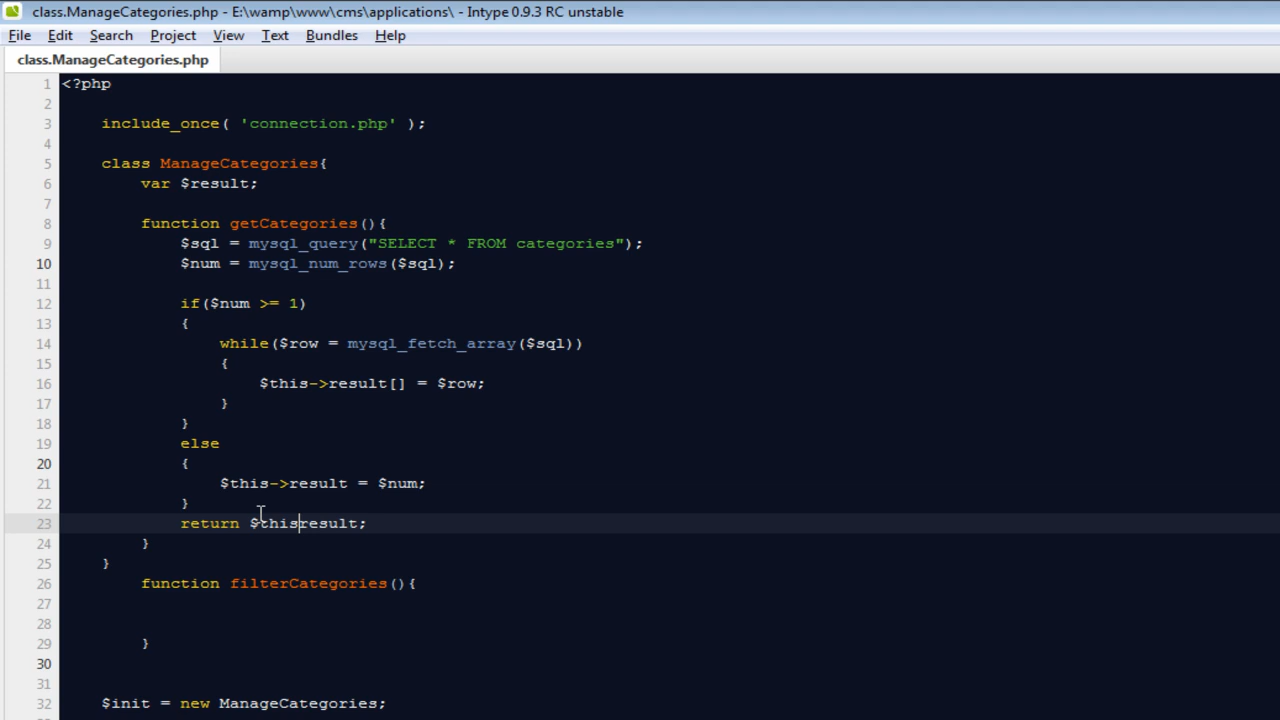 class.ManageCategories.php - E:\wamp\www\cms\applications\ - Intype 0.9.3 RC unstable
File Edit Search Project View Text Bundles Help
class.ManageCategories.php
1 <?php
2
3 include_once( 'connection.php' );
4
5 class ManageCategories{
6 var $result;
7
8 function getCategories(){
9 $sql = mysql_query("SELECT * FROM categories");
10 $num = mysql_num_rows($sql);
11
12 if($num >= 1)
13 {
14 while($row = mysql_fetch_array($sql))
15 {
16 $this->result[] = $row;
17 }
18 }
19 else
20 {
21 $this->result = $num;
22 }
23 return $thisresult;
24 }
25 }
26 function filterCategories(){
27
28
29 }
30
31
32 $init = new ManageCategories;